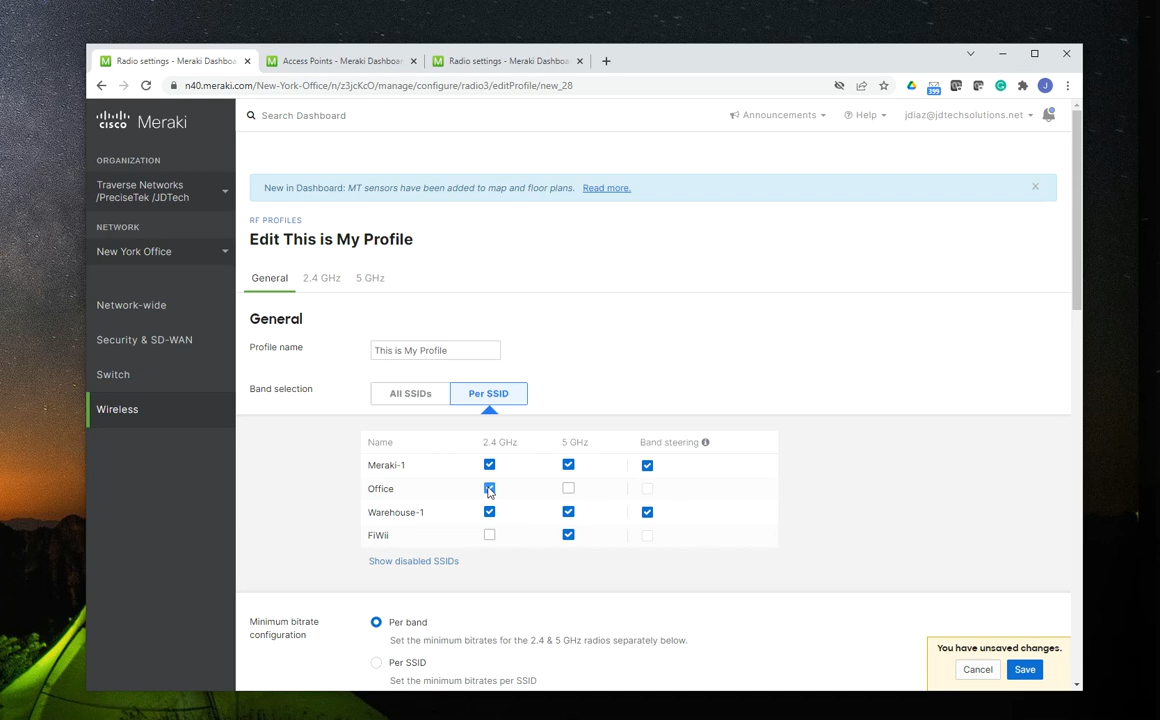 Radio settings - Meraki Dashboa
Access Points - Meraki Dashboar
Radio settings - Meraki Dashboa
n40.meraki.com/New-York-Office/n/z3jcKcO/manage/configure/radio3/editProfile/new_28
399
J
CISCO Meraki
Search Dashboard
Announcements
Help
jdiaz@jdtechsolutions.net
ORGANIZATION
Traverse Networks
/PreciseTek /JDTech
NETWORK
New York Office
Network-wide
Security & SD-WAN
Switch
Wireless
New in Dashboard: MT sensors have been added to map and floor plans. Read more.
RF PROFILES
Edit This is My Profile
General 2.4 GHz 5 GHz
General
Profile name
This is My Profile
Band selection
All SSIDs Per SSID
Name 2.4 GHz 5 GHz Band steering
Meraki-1
Office
Warehouse-1
FiWii
Show disabled SSIDs
Minimum bitrate
configuration
Per band
Set the minimum bitrates for the 2.4 & 5 GHz radios separately below.
Per SSID
Set the minimum bitrates per SSID
You have unsaved changes.
Cancel Save